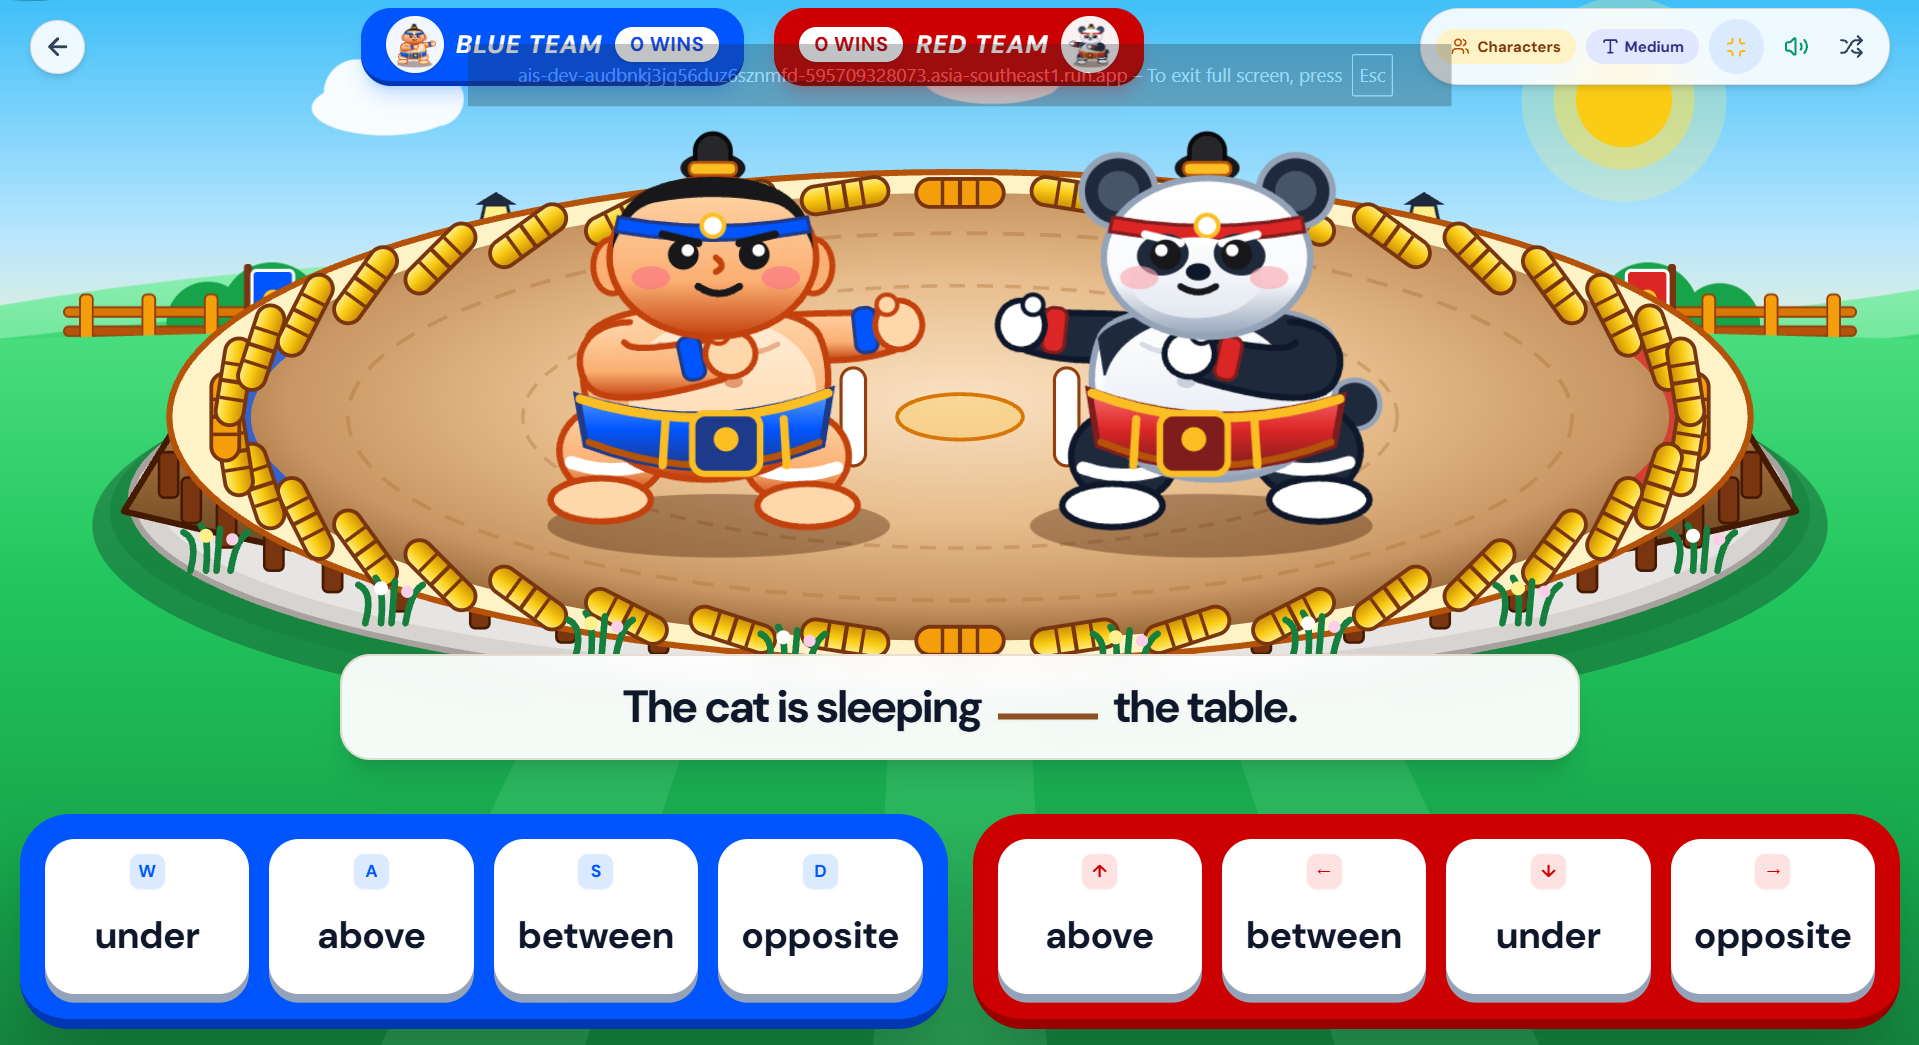 BLUE TEAM 0 WINS
0 WINS RED TEAM
Characters
Medium
ais-dev-audbnkj3jq56duz6sznmfd-595709328073.asia-southeast1.run.app – To exit full screen, press Esc
The cat is sleeping ____ the table.
W A S D
under above between opposite
↑ ← ↓ →
above between under opposite